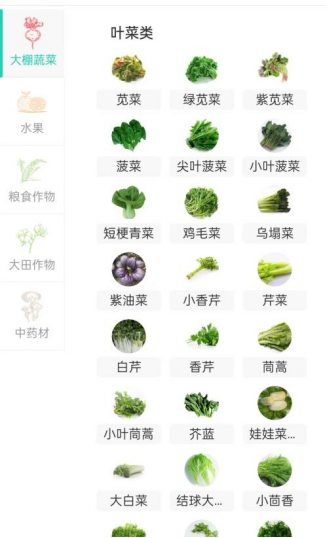 叶菜类
大棚蔬菜
水果
粮食作物
大田作物
中药材
苋菜
绿苋菜
紫苋菜
菠菜
尖叶菠菜
小叶菠菜
短梗青菜
鸡毛菜
乌塌菜
紫油菜
小香芹
芹菜
白芹
香芹
茼蒿
小叶茼蒿
芥蓝
娃娃菜...
大白菜
结球大...
小茴香